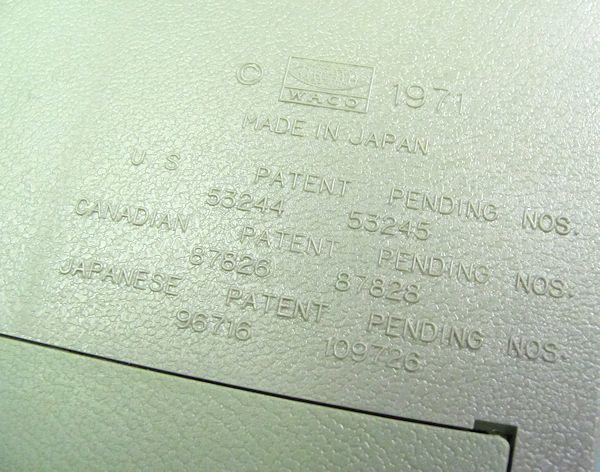 © WACO 1971
MADE IN JAPAN
U S PATENT PENDING NOS.
53244 53245
CANADIAN PATENT PENDING NOS.
87826 87828
JAPANESE PATENT PENDING NOS.
96716 109726